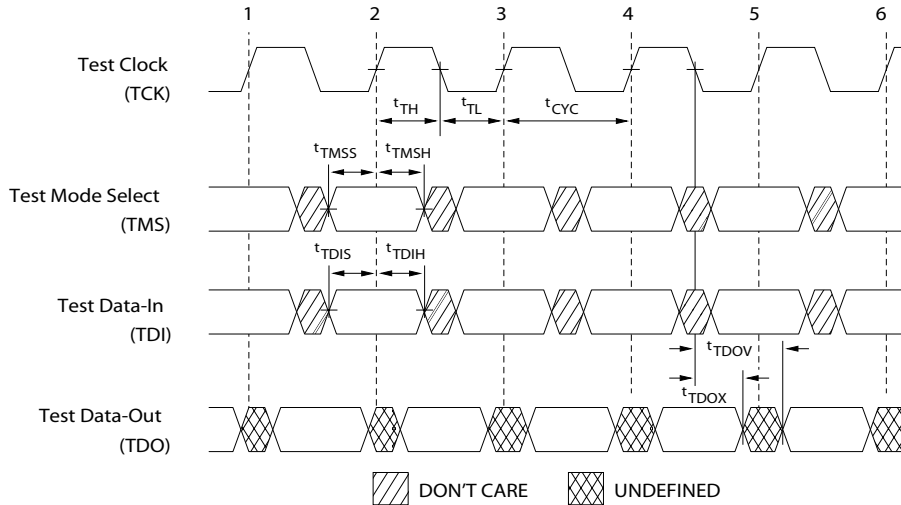 1 2 3 4 5 6
Test Clock
(TCK)
tTH tTL tCYC
tTMSS tTMSH
Test Mode Select
(TMS)
tTDIS tTDIH
Test Data-In
(TDI)
tTDOV
tTDOX
Test Data-Out
(TDO)
DON'T CARE UNDEFINED